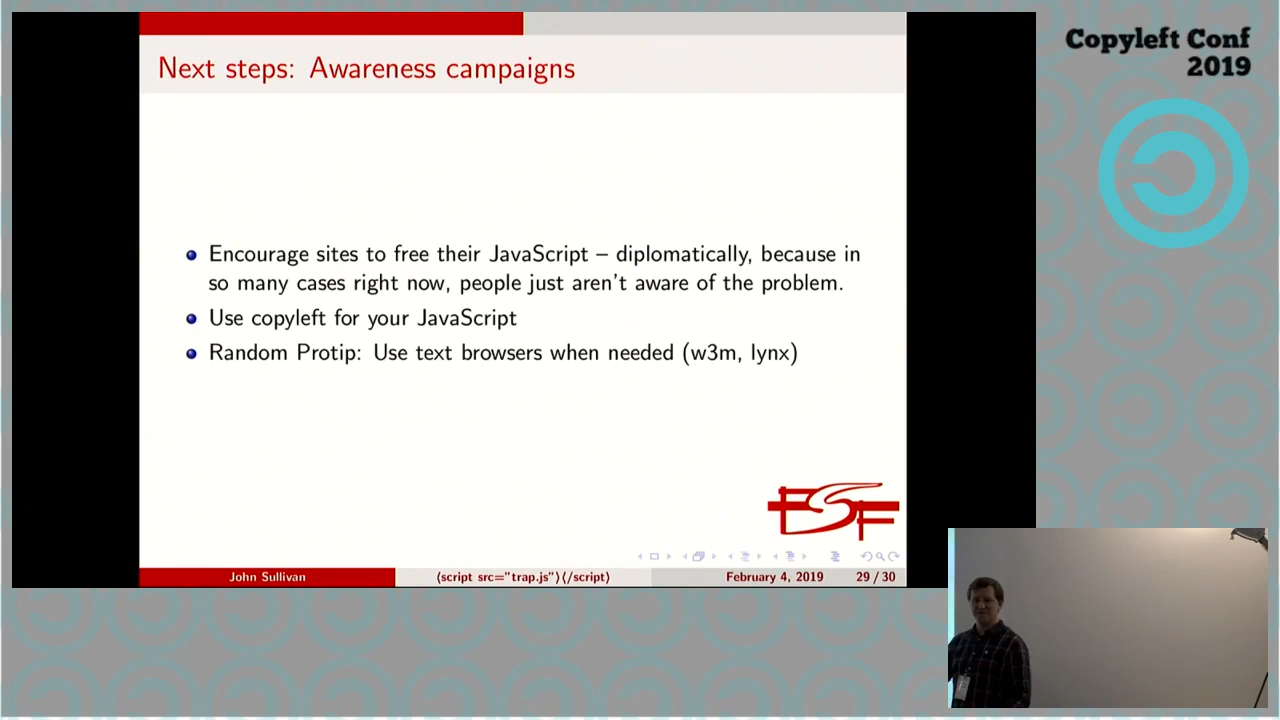 Copyleft Conf
2019
Next steps: Awareness campaigns
Encourage sites to free their JavaScript – diplomatically, because in
so many cases right now, people just aren't aware of the problem.
Use copyleft for your JavaScript
Random Protip: Use text browsers when needed (w3m, lynx)
FSF
John Sullivan
⟨script src="trap.js"⟩⟨/script⟩
February 4, 2019
29 / 30